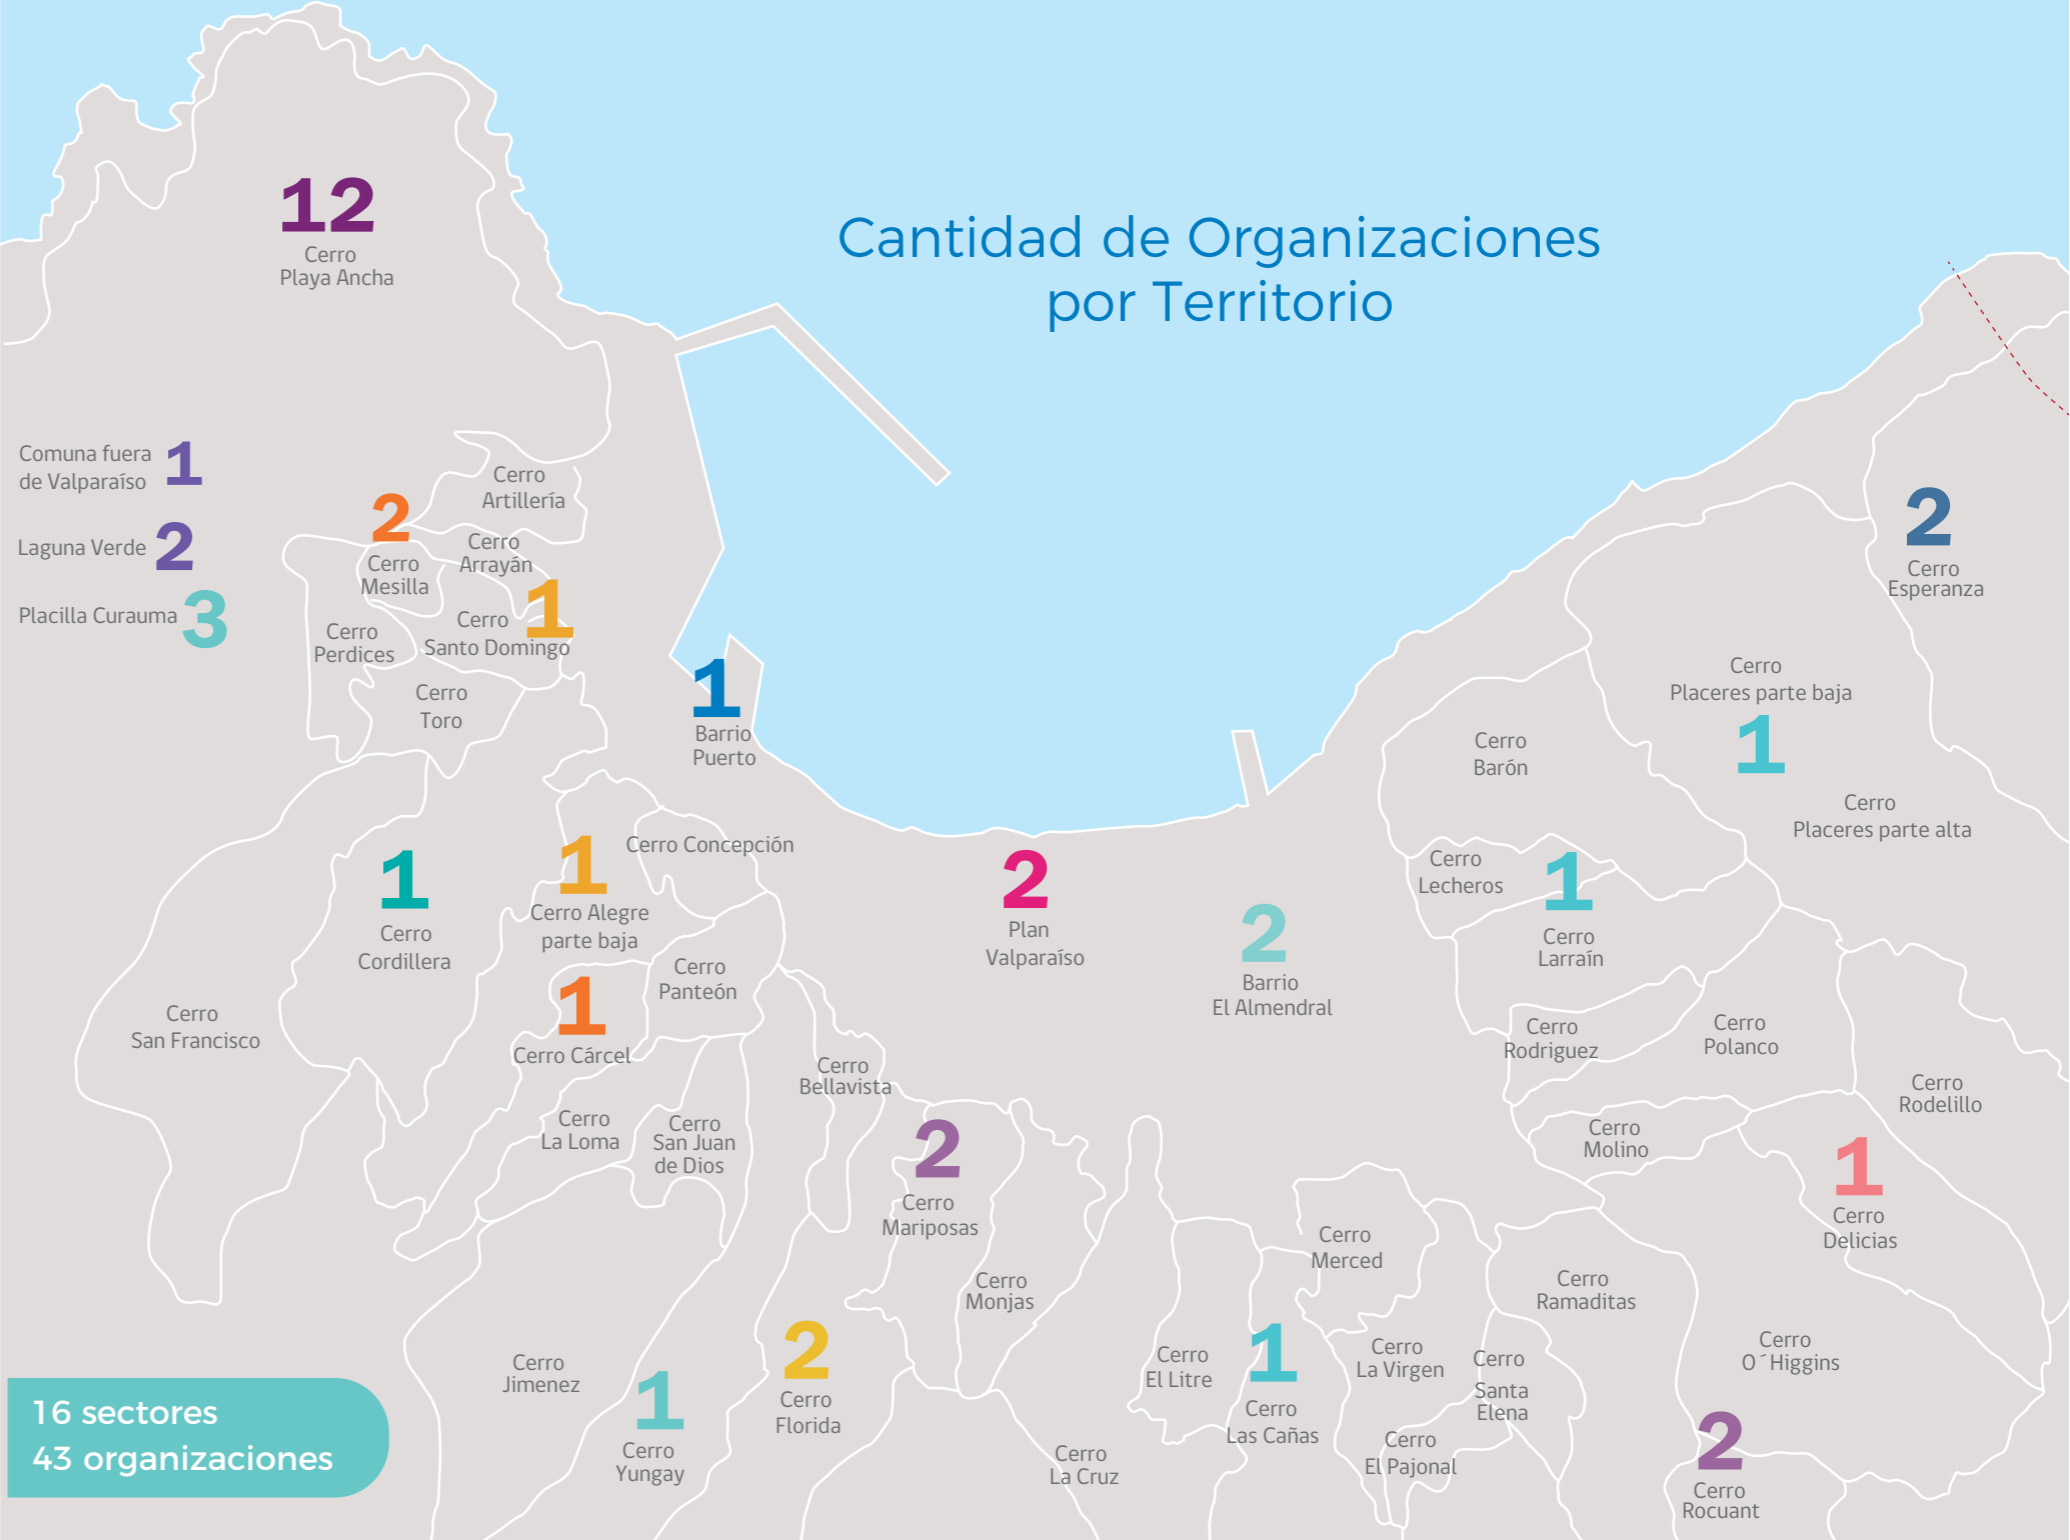 Cantidad de Organizaciones
por Territorio
12
Cerro
Playa Ancha
Comuna fuera
de Valparaíso
1
Laguna Verde
2
Placilla Curauma
3
Cerro
Artillería
2
Cerro
Mesilla
Cerro
Arrayán
1
Cerro
Santo Domingo
Cerro
Perdices
Cerro
Toro
1
Barrio
Puerto
2
Cerro
Esperanza
Cerro
Placeres parte baja
1
Cerro
Placeres parte alta
Cerro
Barón
Cerro
Lecheros
1
Cerro
Larraín
Cerro Concepción
1
Cerro Alegre
parte baja
1
Cerro
Cordillera
2
Plan
Valparaíso
2
Barrio
El Almendral
Cerro
Panteón
1
Cerro Cárcel
Cerro
San Francisco
Cerro
Rodriguez
Cerro
Polanco
Cerro
Rodelillo
Cerro
Bellavista
Cerro
La Loma
Cerro
San Juan
de Dios
2
Cerro
Mariposas
Cerro
Molino
1
Cerro
Delicias
Cerro
Merced
Cerro
Monjas
Cerro
Ramaditas
Cerro
Jimenez
1
Cerro
Yungay
2
Cerro
Florida
Cerro
El Litre
1
Cerro
Las Cañas
Cerro
La Virgen
Cerro
Santa
Elena
Cerro
O´Higgins
Cerro
La Cruz
Cerro
El Pajonal
2
Cerro
Rocuant
16 sectores
43 organizaciones